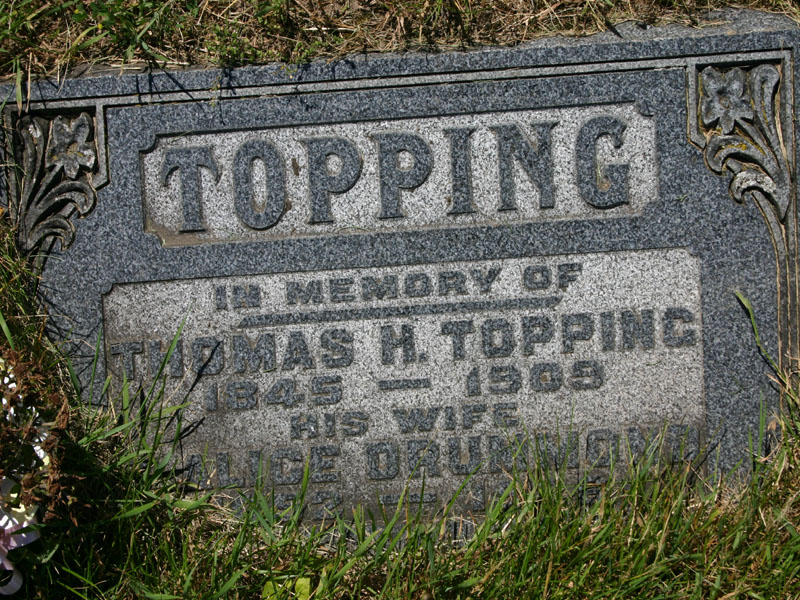 TOPPING
IN MEMORY OF
THOMAS H. TOPPING
1845 — 1909
HIS WIFE
ALICE DRUMMOND